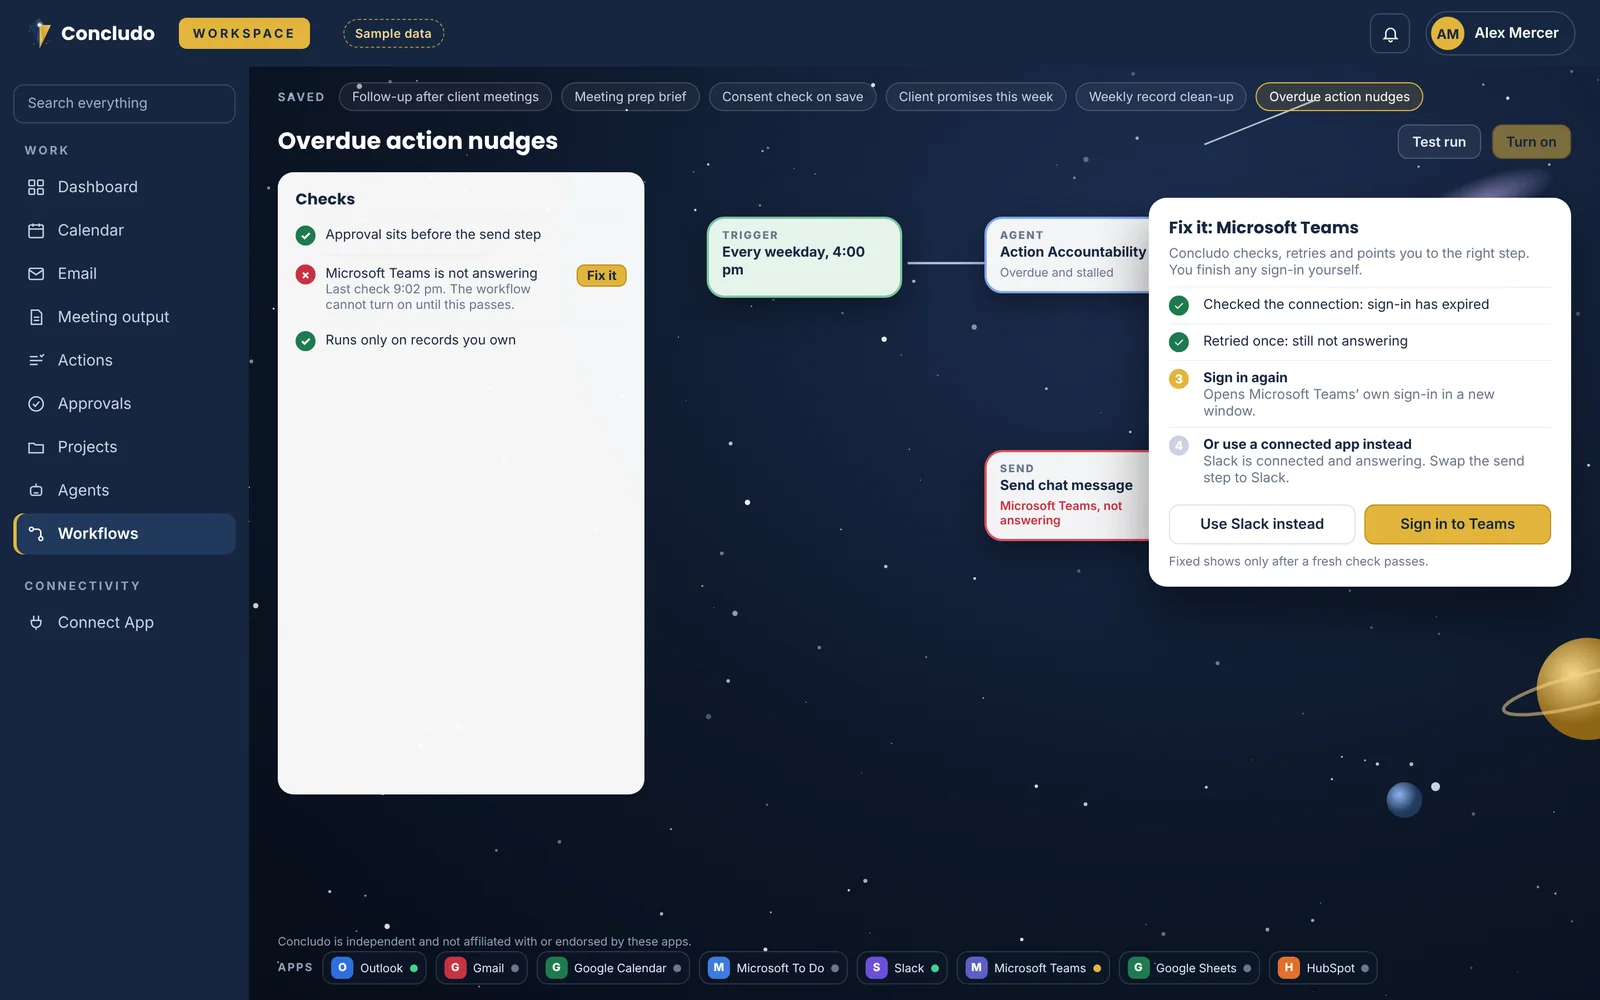 Concludo
WORKSPACE
Sample data
AM
Alex Mercer
Search everything
WORK
Dashboard
Calendar
Email
Meeting output
Actions
Approvals
Projects
Agents
Workflows
CONNECTIVITY
Connect App
SAVED
Follow-up after client meetings
Meeting prep brief
Consent check on save
Client promises this week
Weekly record clean-up
Overdue action nudges
Overdue action nudges
Test run
Turn on
Checks
Approval sits before the send step
Microsoft Teams is not answering
Last check 9:02 pm. The workflow
cannot turn on until this passes.
Fix it
Runs only on records you own
TRIGGER
Every weekday, 4:00
pm
AGENT
Action Accountability
Overdue and stalled
SEND
Send chat message
Microsoft Teams, not
answering
Fix it: Microsoft Teams
Concludo checks, retries and points you to the right step.
You finish any sign-in yourself.
Checked the connection: sign-in has expired
Retried once: still not answering
3
Sign in again
Opens Microsoft Teams’ own sign-in in a new
window.
4
Or use a connected app instead
Slack is connected and answering. Swap the send
step to Slack.
Use Slack instead
Sign in to Teams
Fixed shows only after a fresh check passes.
Concludo is independent and not affiliated with or endorsed by these apps.
APPS
O Outlook
G Gmail
G Google Calendar
M Microsoft To Do
S Slack
M Microsoft Teams
G Google Sheets
H HubSpot